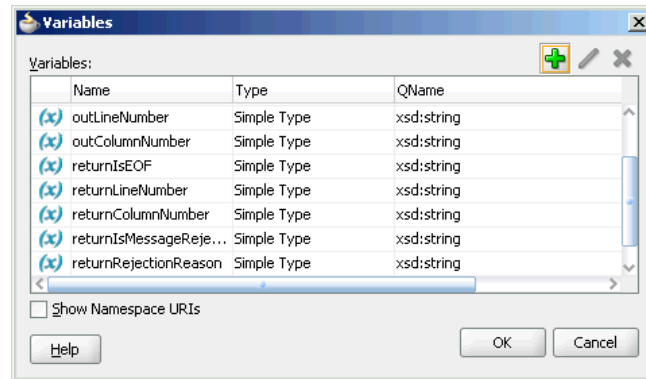 Variables
Variables:
Name Type QName
(x) outLineNumber Simple Type xsd:string
(x) outColumnNumber Simple Type xsd:string
(x) returnIsEOF Simple Type xsd:string
(x) returnLineNumber Simple Type xsd:string
(x) returnColumnNumber Simple Type xsd:string
(x) returnIsMessageReje... Simple Type xsd:string
(x) returnRejectionReason Simple Type xsd:string
Show Namespace URIs
Help OK Cancel